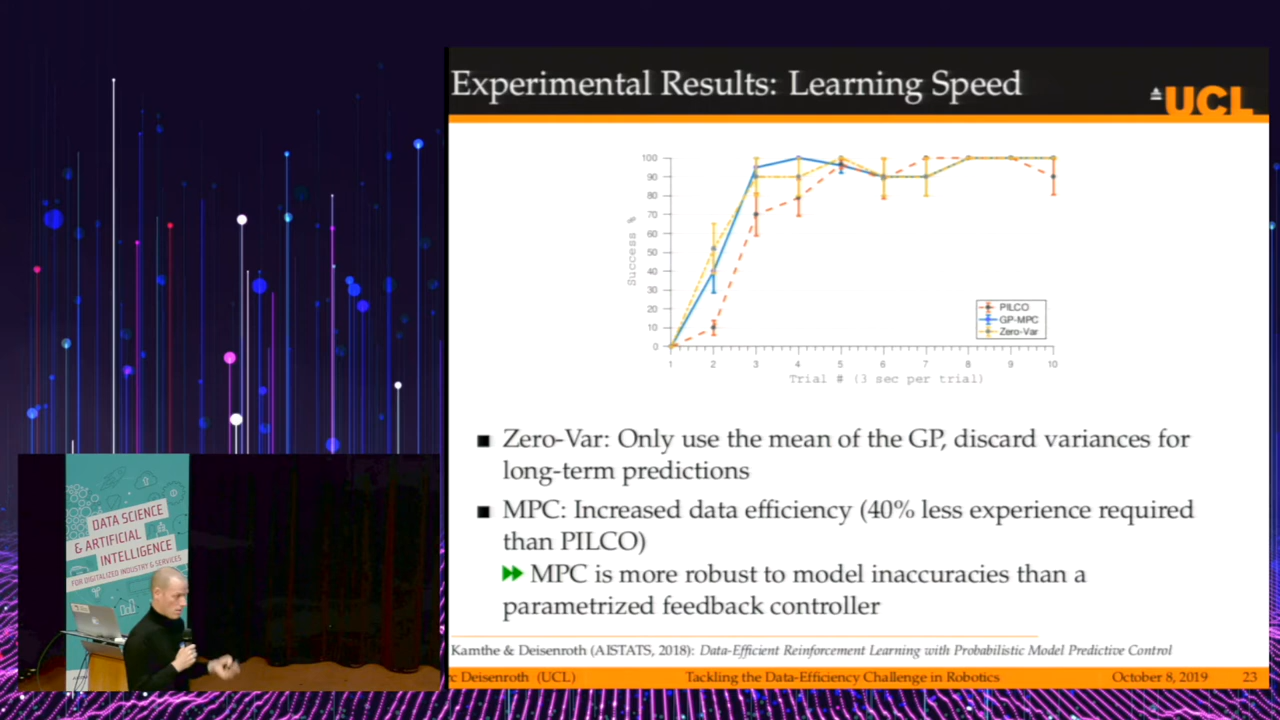 Experimental Results: Learning Speed
UCL
100
90
80
70
60
50
40
30
20
10
0
Success %
1 2 3 4 5 6 7 8 9 10
Trial # (3 sec per trial)
PILCO
GP-MPC
Zero-Var
■ Zero-Var: Only use the mean of the GP, discard variances for
long-term predictions
■ MPC: Increased data efficiency (40% less experience required
than PILCO)
MPC is more robust to model inaccuracies than a
parametrized feedback controller
Kamthe & Deisenroth (AISTATS, 2018): Data-Efficient Reinforcement Learning with Probabilistic Model Predictive Control
rc Deisenroth (UCL) Tackling the Data-Efficiency Challenge in Robotics October 8, 2019 23
DATA SCIENCE
& ARTIFICIAL
INTELLIGENCE
FOR DIGITALIZED INDUSTRY & SERVICES